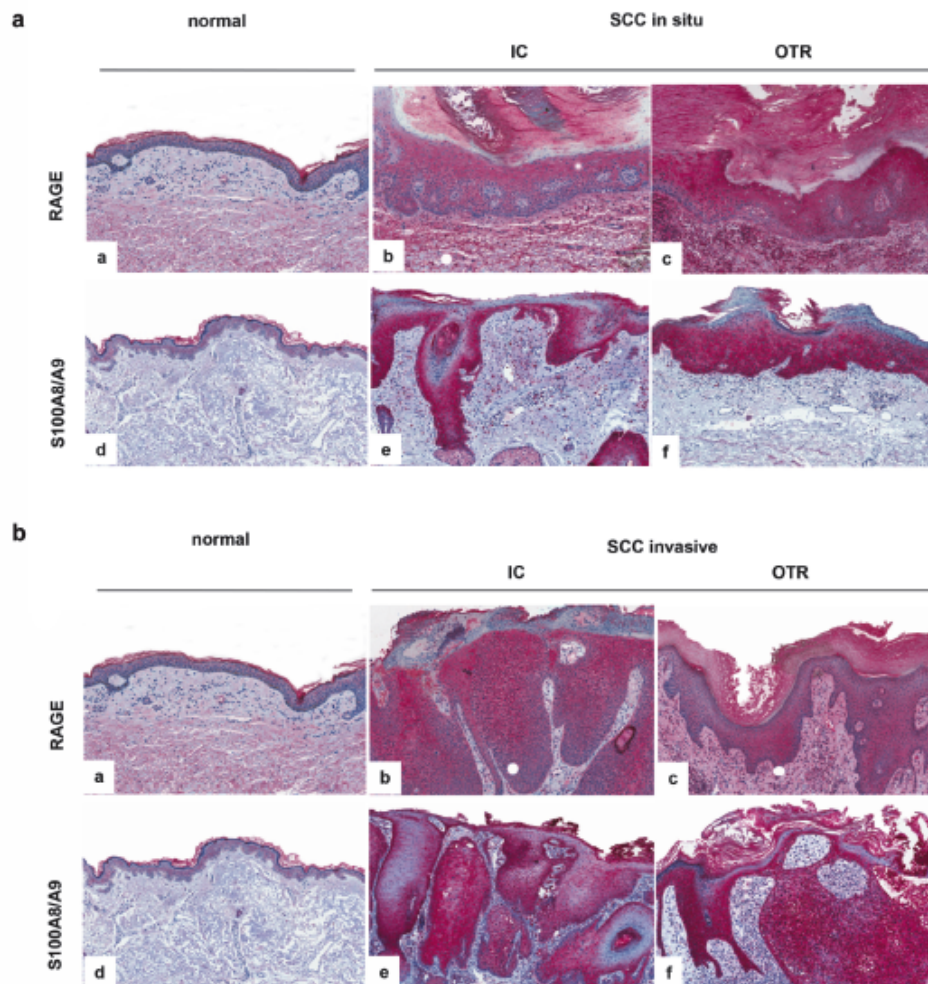 a
normal
SCC in situ
IC
OTR
RAGE
a
b
c
S100A8/A9
d
e
f
b
normal
SCC invasive
IC
OTR
RAGE
a
b
c
S100A8/A9
d
e
f